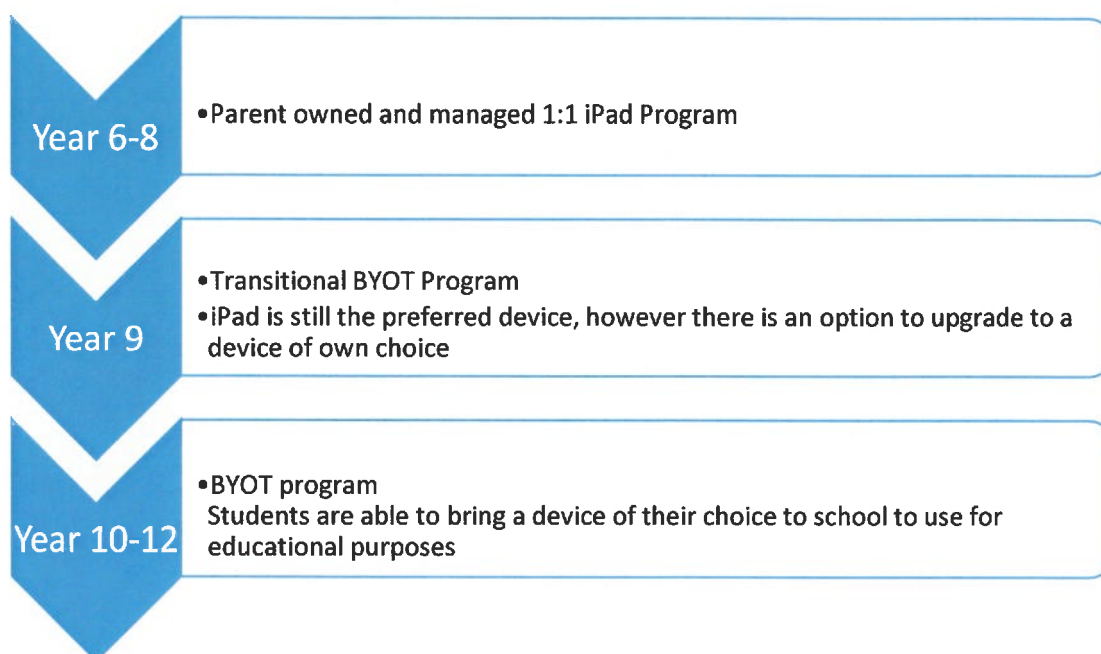 Year 6-8
•Parent owned and managed 1:1 iPad Program
Year 9
•Transitional BYOT Program
•iPad is still the preferred device, however there is an option to upgrade to a
device of own choice
Year 10-12
•BYOT program
Students are able to bring a device of their choice to school to use for
educational purposes